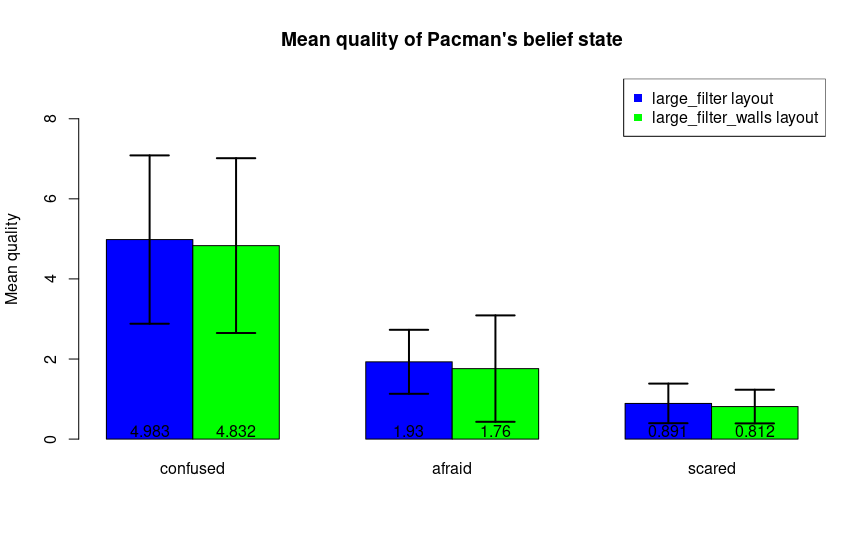 Mean quality of Pacman's belief state
large_filter layout
large_filter_walls layout
Mean quality
8
6
4
2
0
4.983 4.832 1.93 1.76 0.891 0.812
confused afraid scared